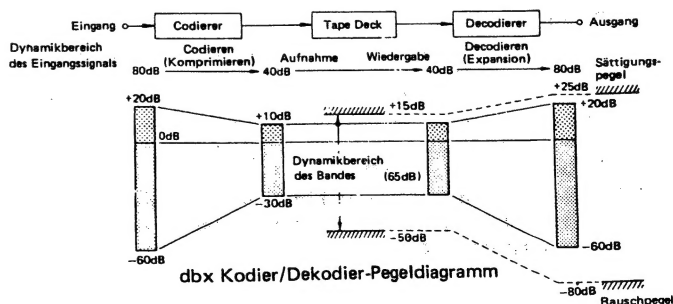 Eingang Codierer Tape Deck Decodierer Ausgang
Dynamikbereich des Eingangssignals
Codieren (Komprimieren)
Aufnahme
Wiedergabe
Decodieren (Expansion)
80dB 40dB 40dB 80dB
Sättigungspegel
+25dB
+20dB +10dB +15dB +20dB
0dB
Dynamikbereich des Bandes (65dB)
−30dB
−50dB
−60dB −60dB
dbx Kodier/Dekodier-Pegeldiagramm
−80dB
Rauschpegel